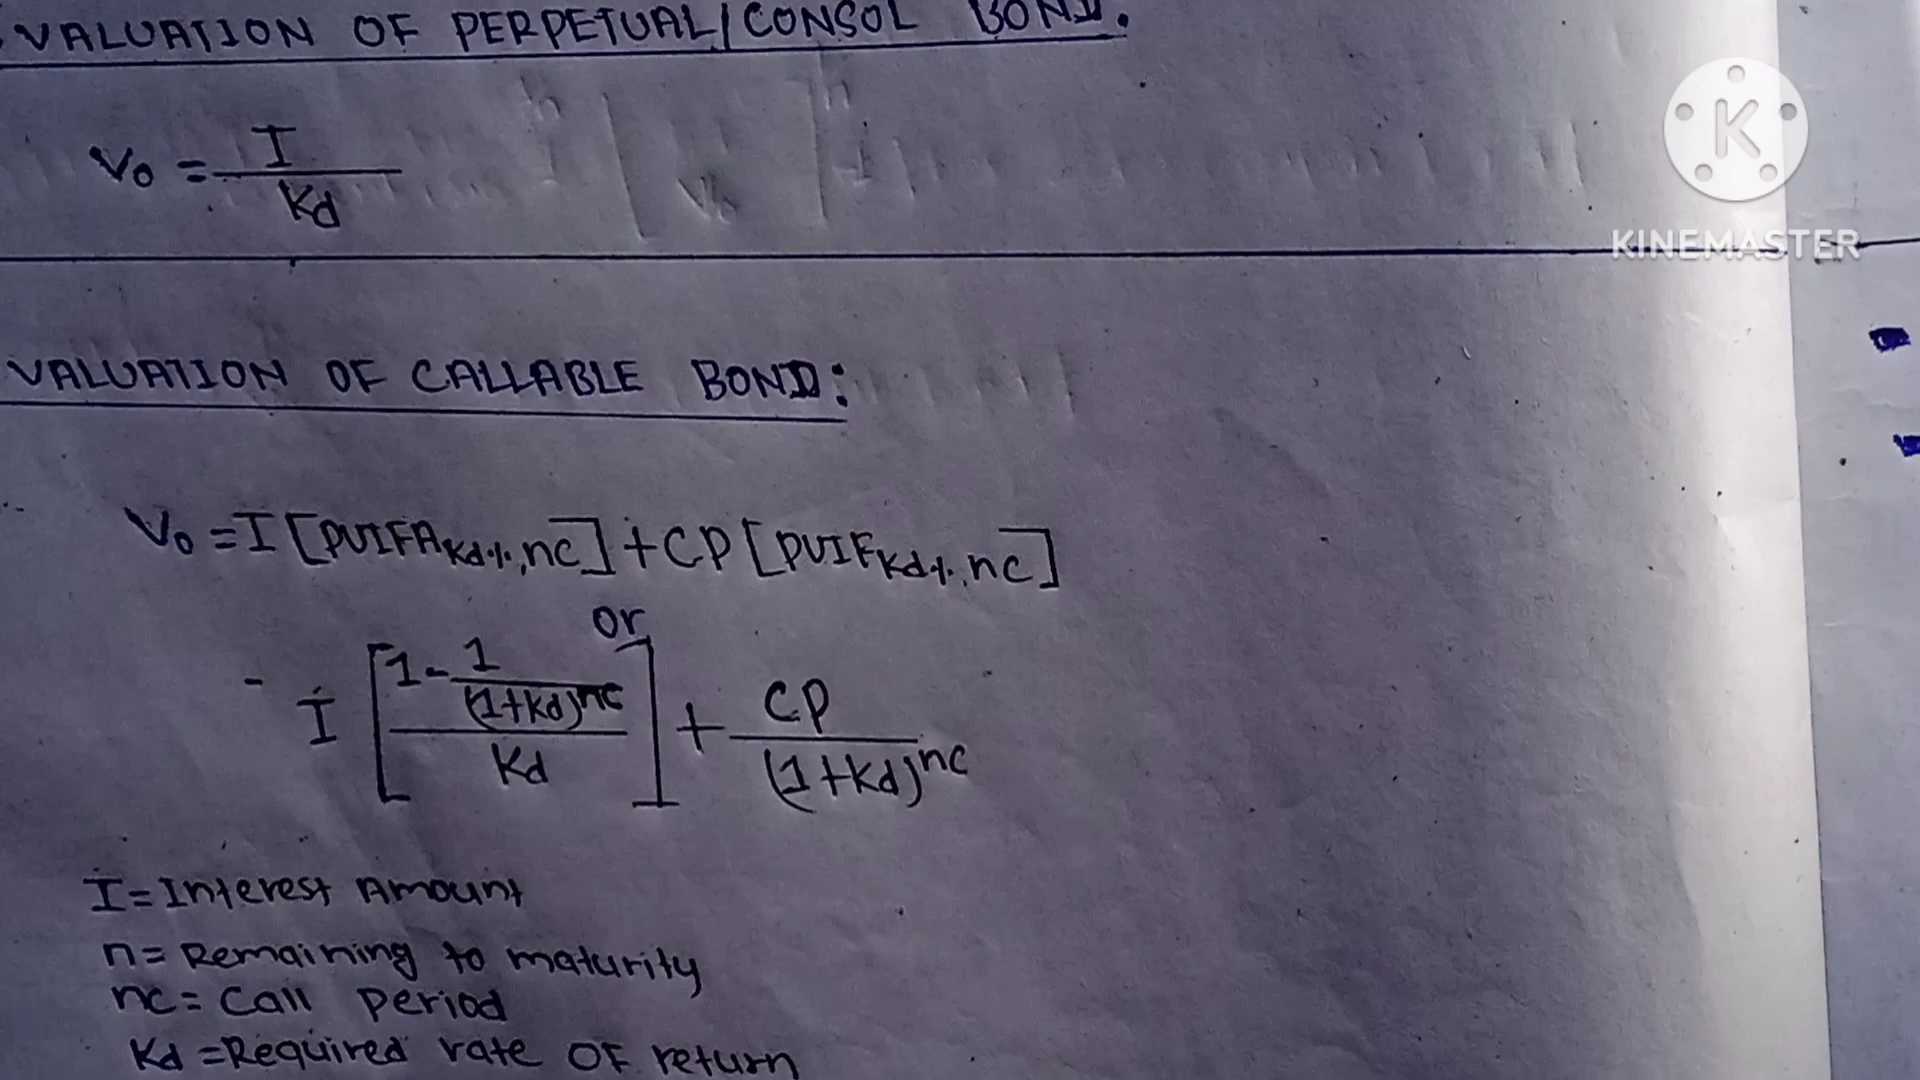 VALUATION OF PERPETUAL/CONSOL BOND.
V₀ = I / Kd
K
KINEMASTER
VALUATION OF CALLABLE BOND:
V₀ = I [PVIFA Kd%, nc] + CP [PVIF Kd%, nc]
or
- I [ (1 - 1/(1+Kd)^nc) / Kd ] + CP / (1+Kd)^nc
I = Interest Amount
n = Remaining to maturity
nc = Call period
Kd = Required rate OF return